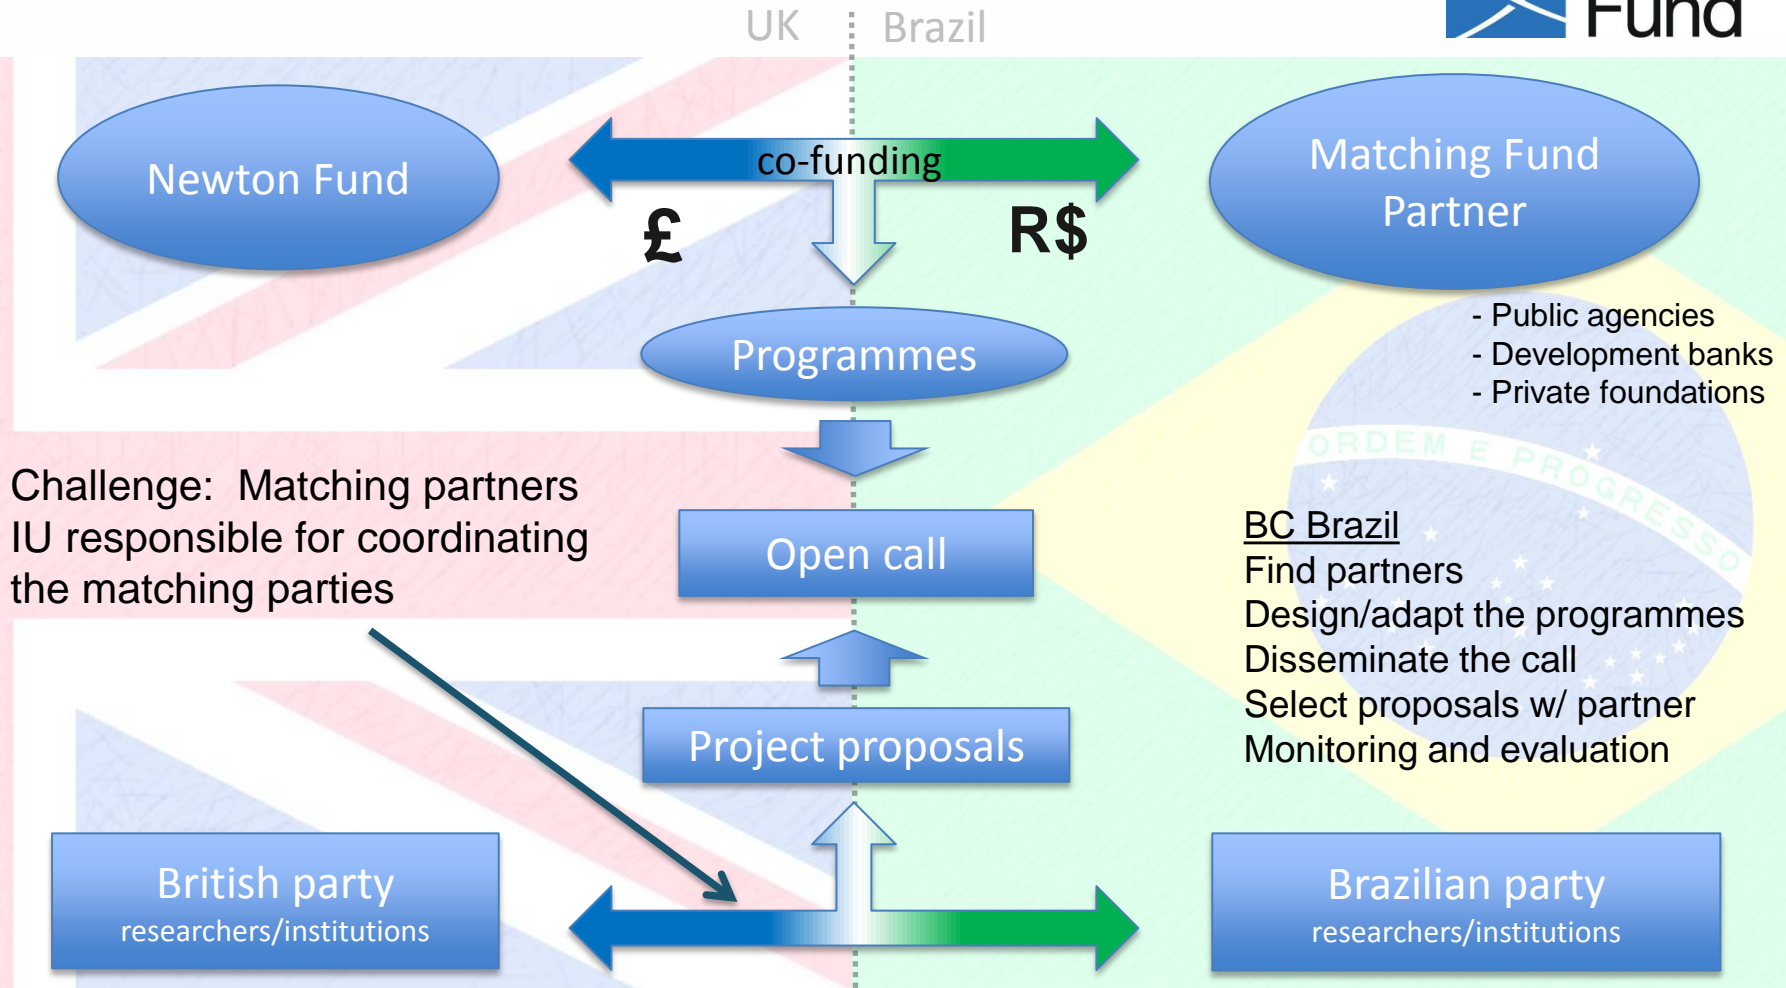 UK
Brazil
Fund
Newton Fund
co-funding
Matching Fund
Partner
£
R$
- Public agencies
- Development banks
- Private foundations
Programmes
ORDEM E PROGRESSO
Challenge:  Matching partners
IU responsible for coordinating
the matching parties
Open call
BC Brazil
Find partners
Design/adapt the programmes
Disseminate the call
Select proposals w/ partner
Monitoring and evaluation
Project proposals
British party
researchers/institutions
Brazilian party
researchers/institutions